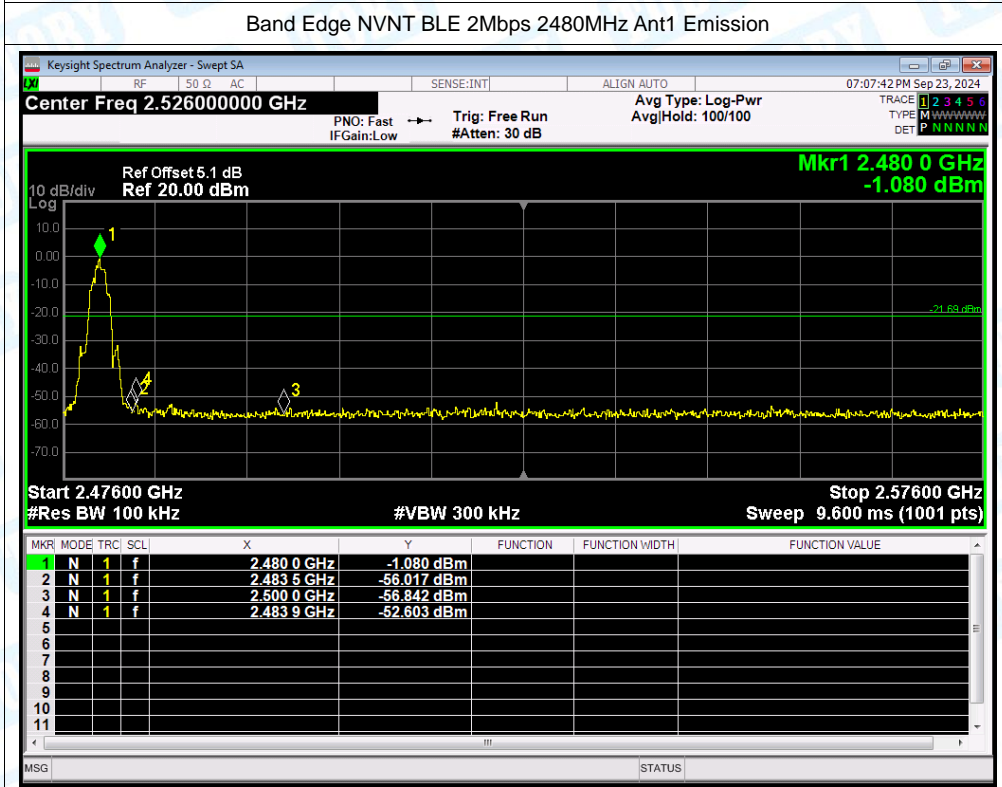 Band Edge NVNT BLE 2Mbps 2480MHz Ant1 Emission
Keysight Spectrum Analyzer - Swept SA
LXI RF 50 Ω AC SENSE:INT ALIGN AUTO 07:07:42 PM Sep 23, 2024
Center Freq 2.526000000 GHz
PNO: Fast
IFGain:Low
Trig: Free Run
#Atten: 30 dB
Avg Type: Log-Pwr
Avg|Hold: 100/100
TRACE 1 2 3 4 5 6
TYPE M WWWWW
DET P N N N N N
Ref Offset 5.1 dB
10 dB/div Ref 20.00 dBm
Log
Mkr1 2.480 0 GHz
-1.080 dBm
10.0
0.00
-10.0
-20.0
-30.0
-40.0
-50.0
-60.0
-70.0
1
4
2
3
-21.69 dBm
Start 2.47600 GHz Stop 2.57600 GHz
#Res BW 100 kHz #VBW 300 kHz Sweep 9.600 ms (1001 pts)
MKR MODE TRC SCL X Y FUNCTION FUNCTION WIDTH FUNCTION VALUE
1 N 1 f 2.480 0 GHz -1.080 dBm
2 N 1 f 2.483 5 GHz -56.017 dBm
3 N 1 f 2.500 0 GHz -56.842 dBm
4 N 1 f 2.483 9 GHz -52.603 dBm
5
6
7
8
9
10
11
MSG STATUS